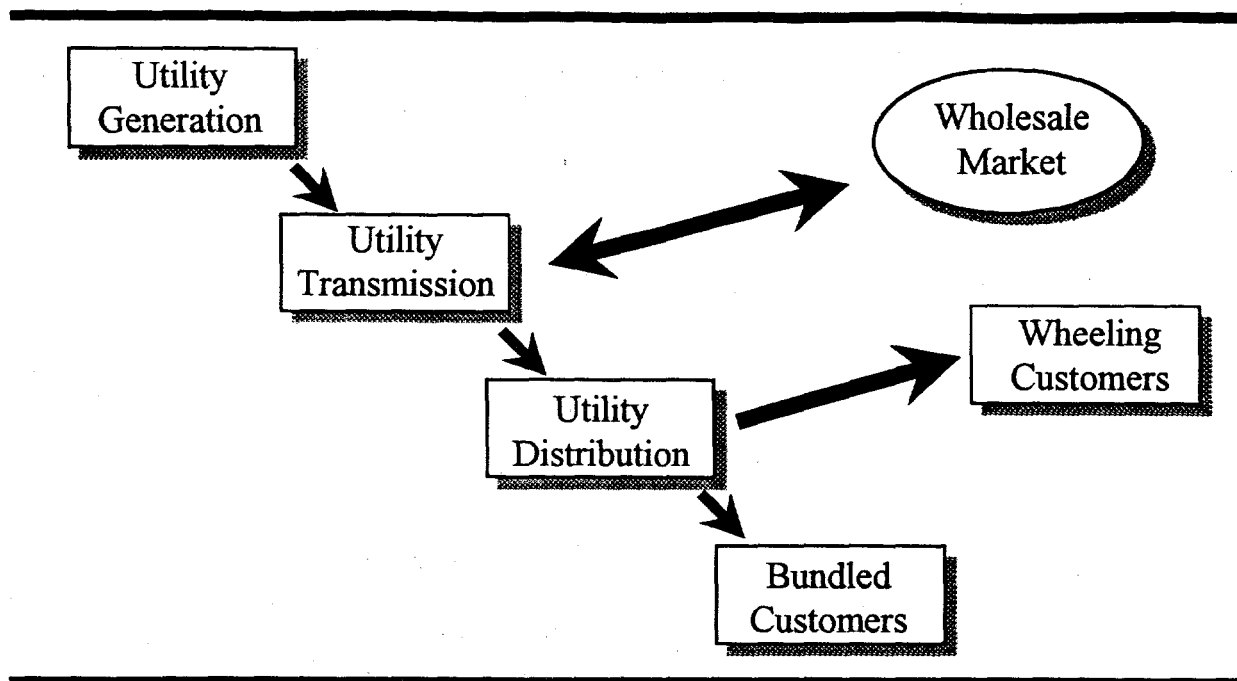 Utility
Generation
Wholesale
Market
Utility
Transmission
Wheeling
Customers
Utility
Distribution
Bundled
Customers